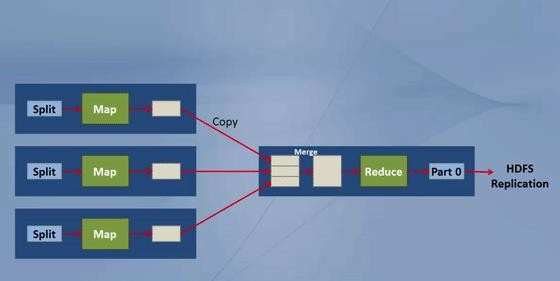 Split
Map
Copy
Split
Map
Merge
Reduce
Part 0
HDFS
Replication
Split
Map